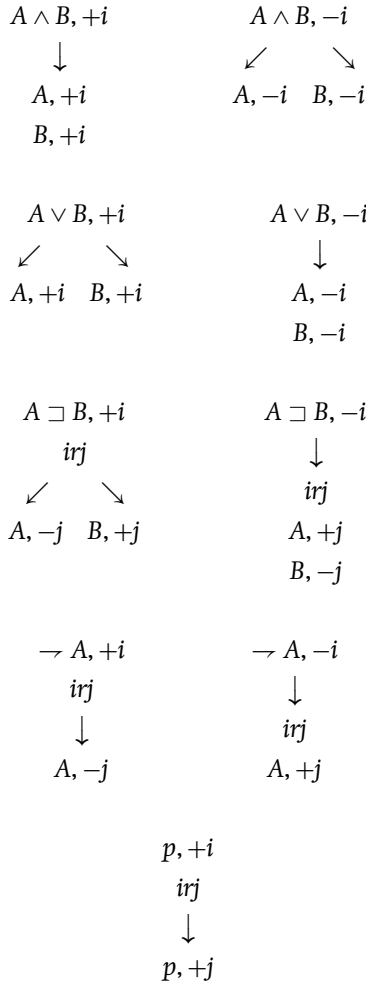 A ∧ B, +i    A ∧ B, −i
↓    ↙ ↘
A, +i    A, −i    B, −i
B, +i
A ∨ B, +i    A ∨ B, −i
↙ ↘    ↓
A, +i    B, +i    A, −i
B, −i
A ⊐ B, +i    A ⊐ B, −i
irj    ↓
↙ ↘    irj
A, −j    B, +j    A, +j
B, −j
⇁ A, +i    ⇁ A, −i
irj    ↓
↓    irj
A, −j    A, +j
p, +i
irj
↓
p, +j